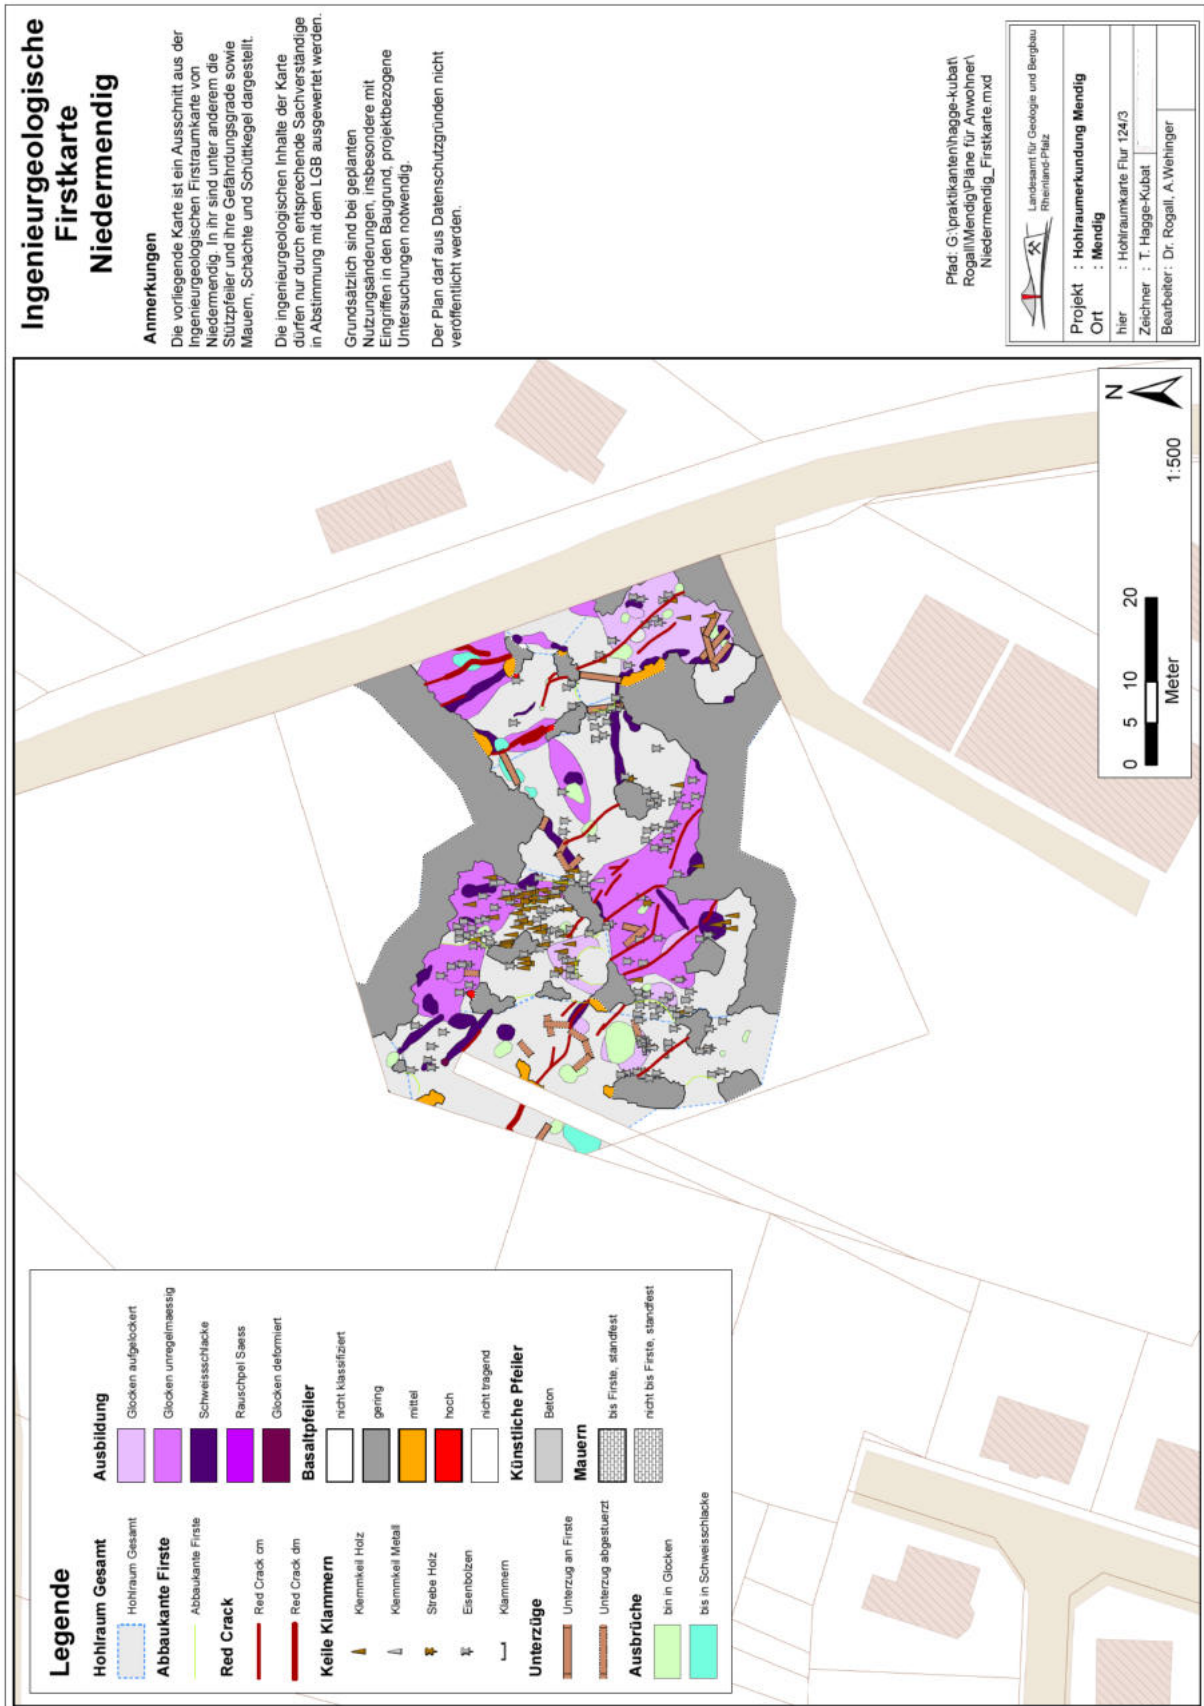 Ingenieurgeologische
Firstkarte
Niedermendig
Anmerkungen
Die vorliegende Karte ist ein Ausschnitt aus der
Ingenieurgeologischen Firstraumkarte von
Niedermendig. In ihr sind unter anderem die
Stützpfeiler und ihre Gefährdungsgrade sowie
Mauern, Schächte und Schüttkegel dargestellt.
Die ingenieurgeologischen Inhalte der Karte
dürfen nur durch entsprechende Sachverständige
in Abstimmung mit dem LGB ausgewertet werden.
Grundsätzlich sind bei geplanten
Nutzungsänderungen, insbesondere mit
Eingriffen in den Baugrund, projektbezogene
Untersuchungen notwendig.
Der Plan darf aus Datenschutzgründen nicht
veröffentlicht werden.
Pfad: G:\praktikanten\hagge-kubat\
Rogall\Mendig\Pläne für Anwohner\
Niedermendig_Firstkarte.mxd
Landesamt für Geologie und Bergbau
Rheinland-Pfalz
Projekt : Hohlraumerkundung Mendig
Ort : Mendig
hier : Hohlraumkarte Flur 124/3
Zeichner : T. Hagge-Kubat
Bearbeiter: Dr. Rogall, A.Wehinger
Legende
Hohlraum Gesamt
Hohlraum Gesamt
Abbaukante Firste
Abbaukante Firste
Red Crack
Red Crack cm
Red Crack dm
Keile Klammern
Klemmkeil Holz
Klemmkeil Metall
Strebe Holz
Eisenbolzen
Klammern
Unterzüge
Unterzug an Firste
Unterzug abgestuerzt
Ausbrüche
bin in Glocken
bis in Schweissschlacke
Ausbildung
Glocken aufgelockert
Glocken unregelmaessig
Schweissschlacke
Rauschpel Saess
Glocken deformiert
Basaltpfeiler
nicht klassifiziert
gering
mittel
hoch
nicht tragend
Künstliche Pfeiler
Beton
Mauern
bis Firste, standfest
nicht bis Firste, standfest
N
1:500
0 5 10 20
Meter